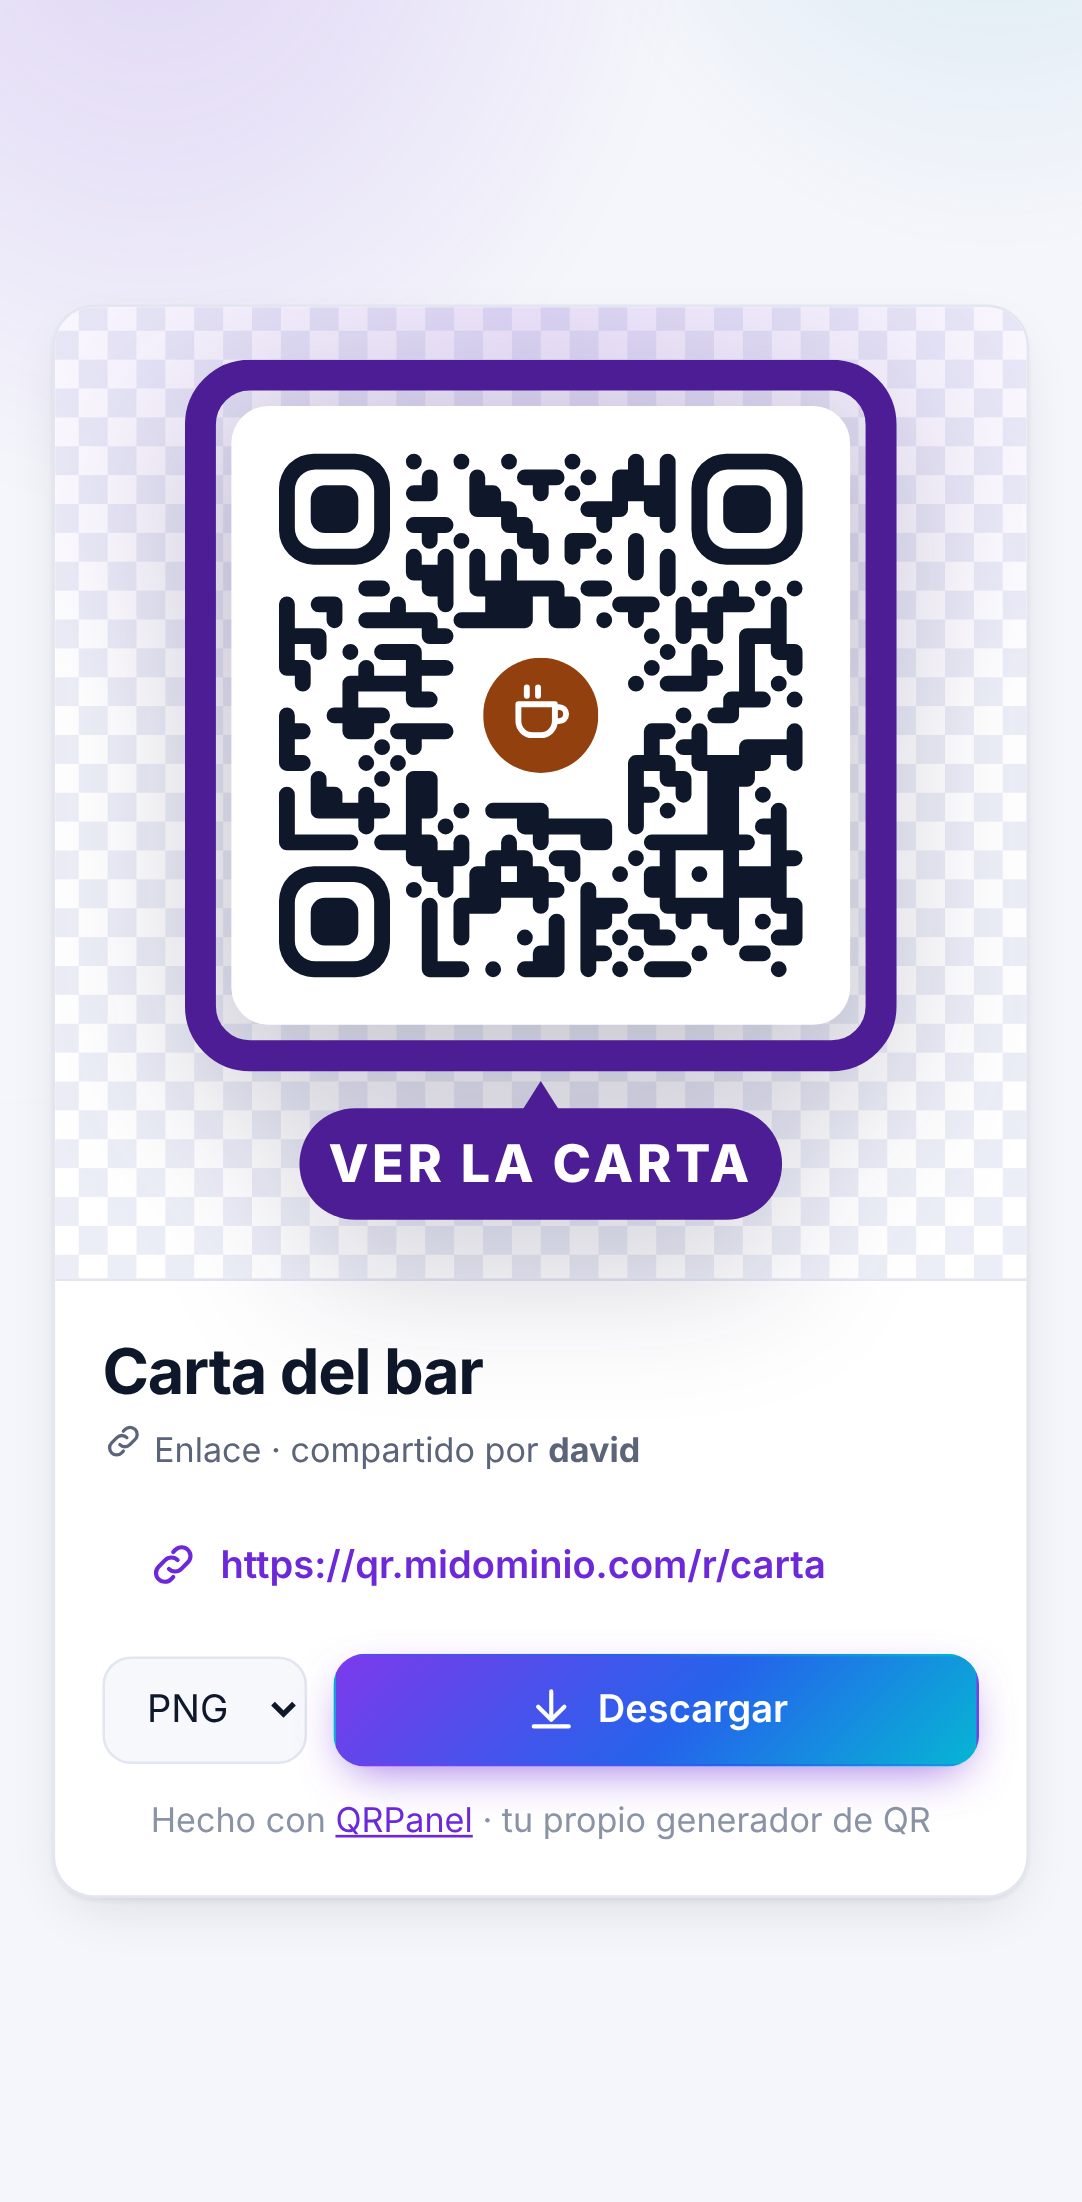 VER LA CARTA
Carta del bar
Enlace · compartido por david
https://qr.midominio.com/r/carta
PNG
Descargar
Hecho con QRPanel · tu propio generador de QR